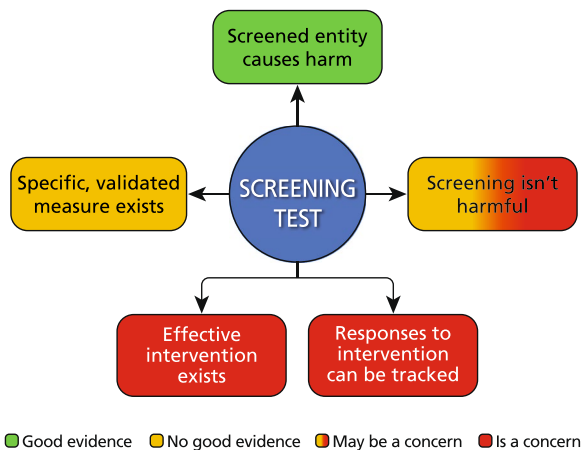 Screened entity
causes harm
Specific, validated
measure exists
SCREENING
TEST
Screening isn't
harmful
Effective
intervention
exists
Responses to
intervention
can be tracked
Good evidence
No good evidence
May be a concern
Is a concern